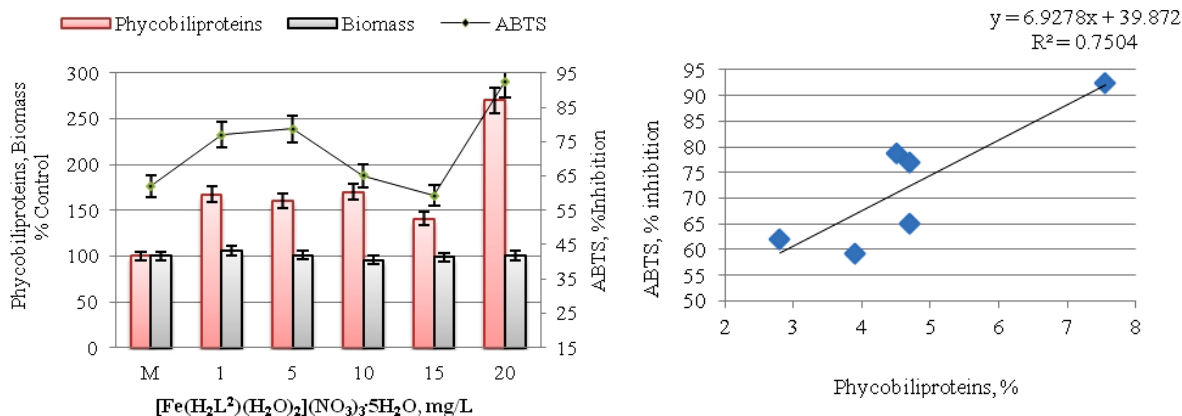 Phycobiliproteins Biomass ABTS
Phycobiliproteins, Biomass
% Control
300
250
200
150
100
50
0
95
85
75
65
55
45
35
25
15
ABTS, %Inhibition
M 1 5 10 15 20
[Fe(H₂L²)(H₂O)₂](NO₃)₃·5H₂O, mg/L
y = 6.9278x + 39.872
R² = 0.7504
ABTS, % inhibition
95
90
85
80
75
70
65
60
55
50
2 3 4 5 6 7 8
Phycobiliproteins, %